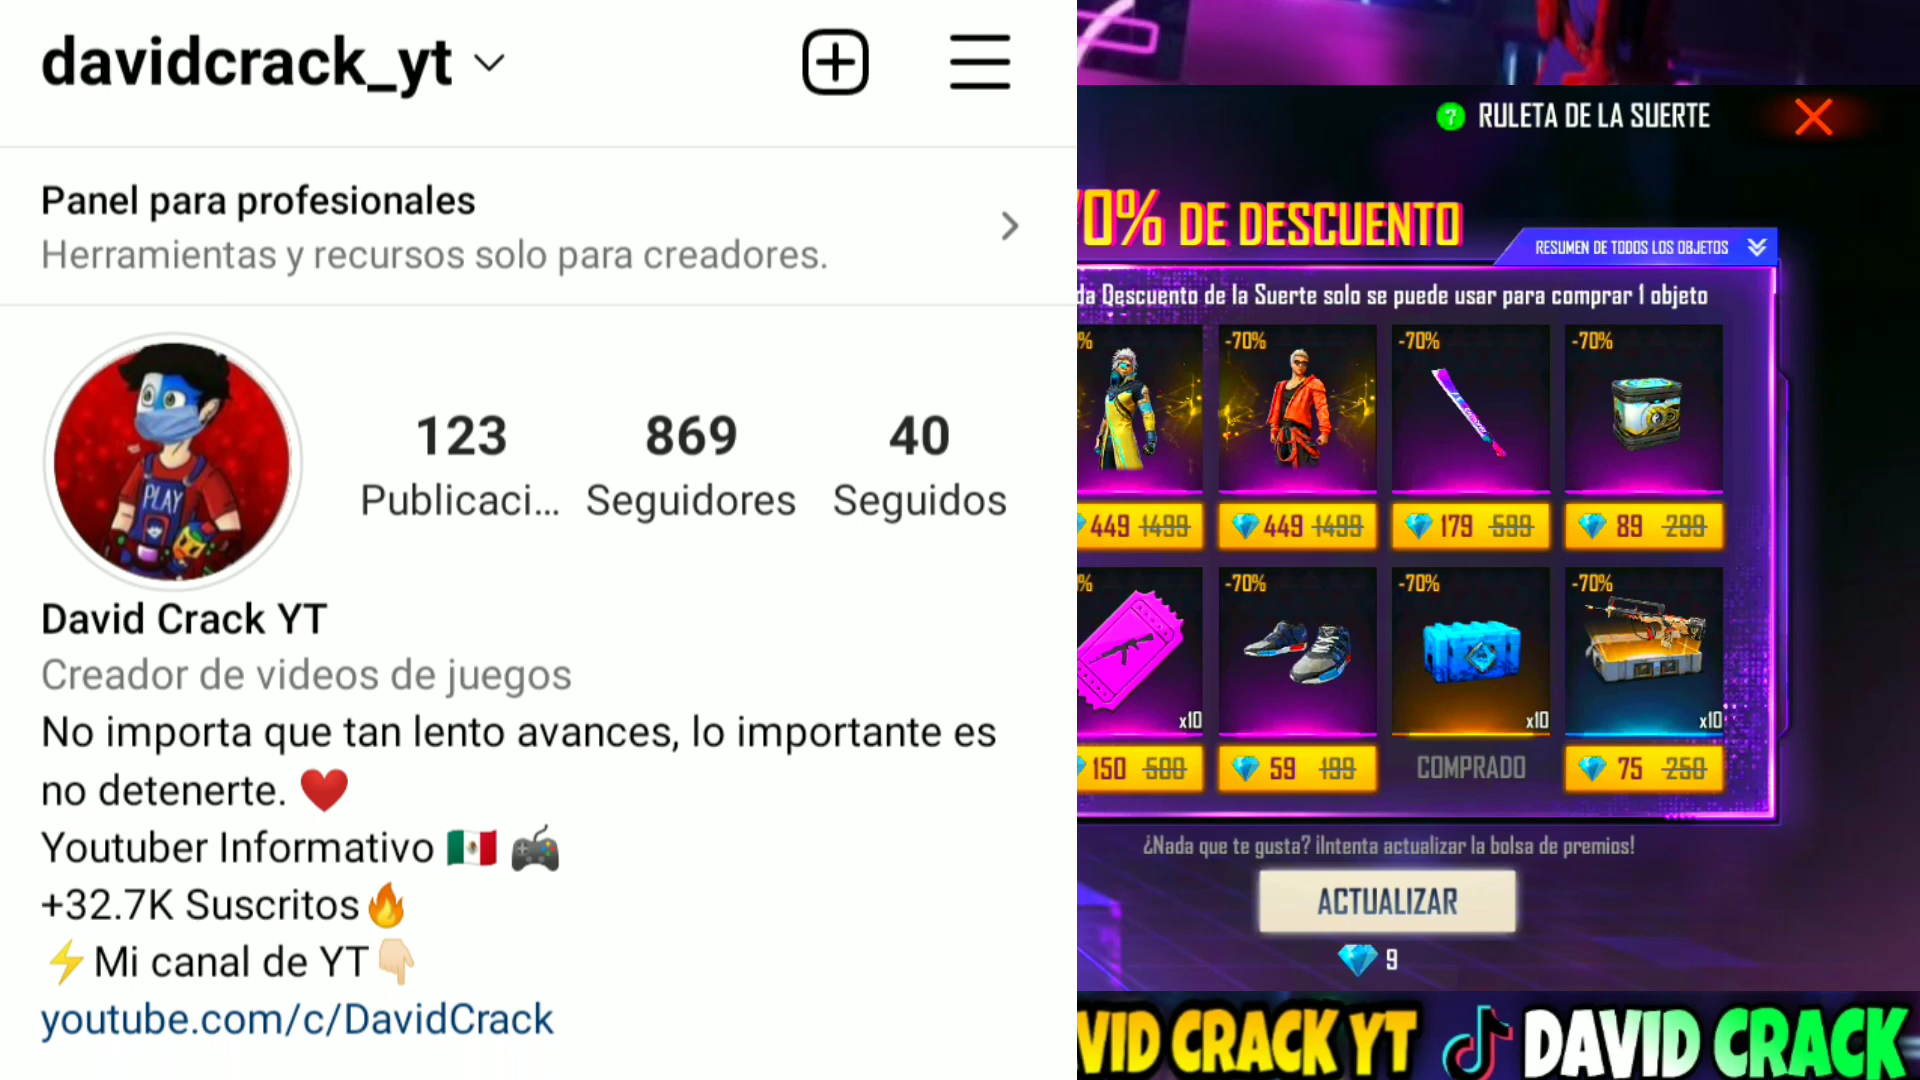 davidcrack_yt
Panel para profesionales
Herramientas y recursos solo para creadores.
PLAY
123
869
40
Publicaci...
Seguidores
Seguidos
David Crack YT
Creador de videos de juegos
No importa que tan lento avances, lo importante es
no detenerte. ❤️
Youtuber Informativo 🇲🇽 🎮
+32.7K Suscritos🔥
⚡Mi canal de YT👇🏻
youtube.com/c/DavidCrack
? RULETA DE LA SUERTE
70% DE DESCUENTO
RESUMEN DE TODOS LOS OBJETOS
da Descuento de la Suerte solo se puede usar para comprar 1 objeto
% -70% -70% -70%
449 1499 449 1499 179 599 89 299
% -70% -70% -70%
x10 x10 x10
150 500 59 199 COMPRADO 75 250
¿Nada que te gusta? ¡Intenta actualizar la bolsa de premios!
ACTUALIZAR
9
VID CRACK YT DAVID CRACK